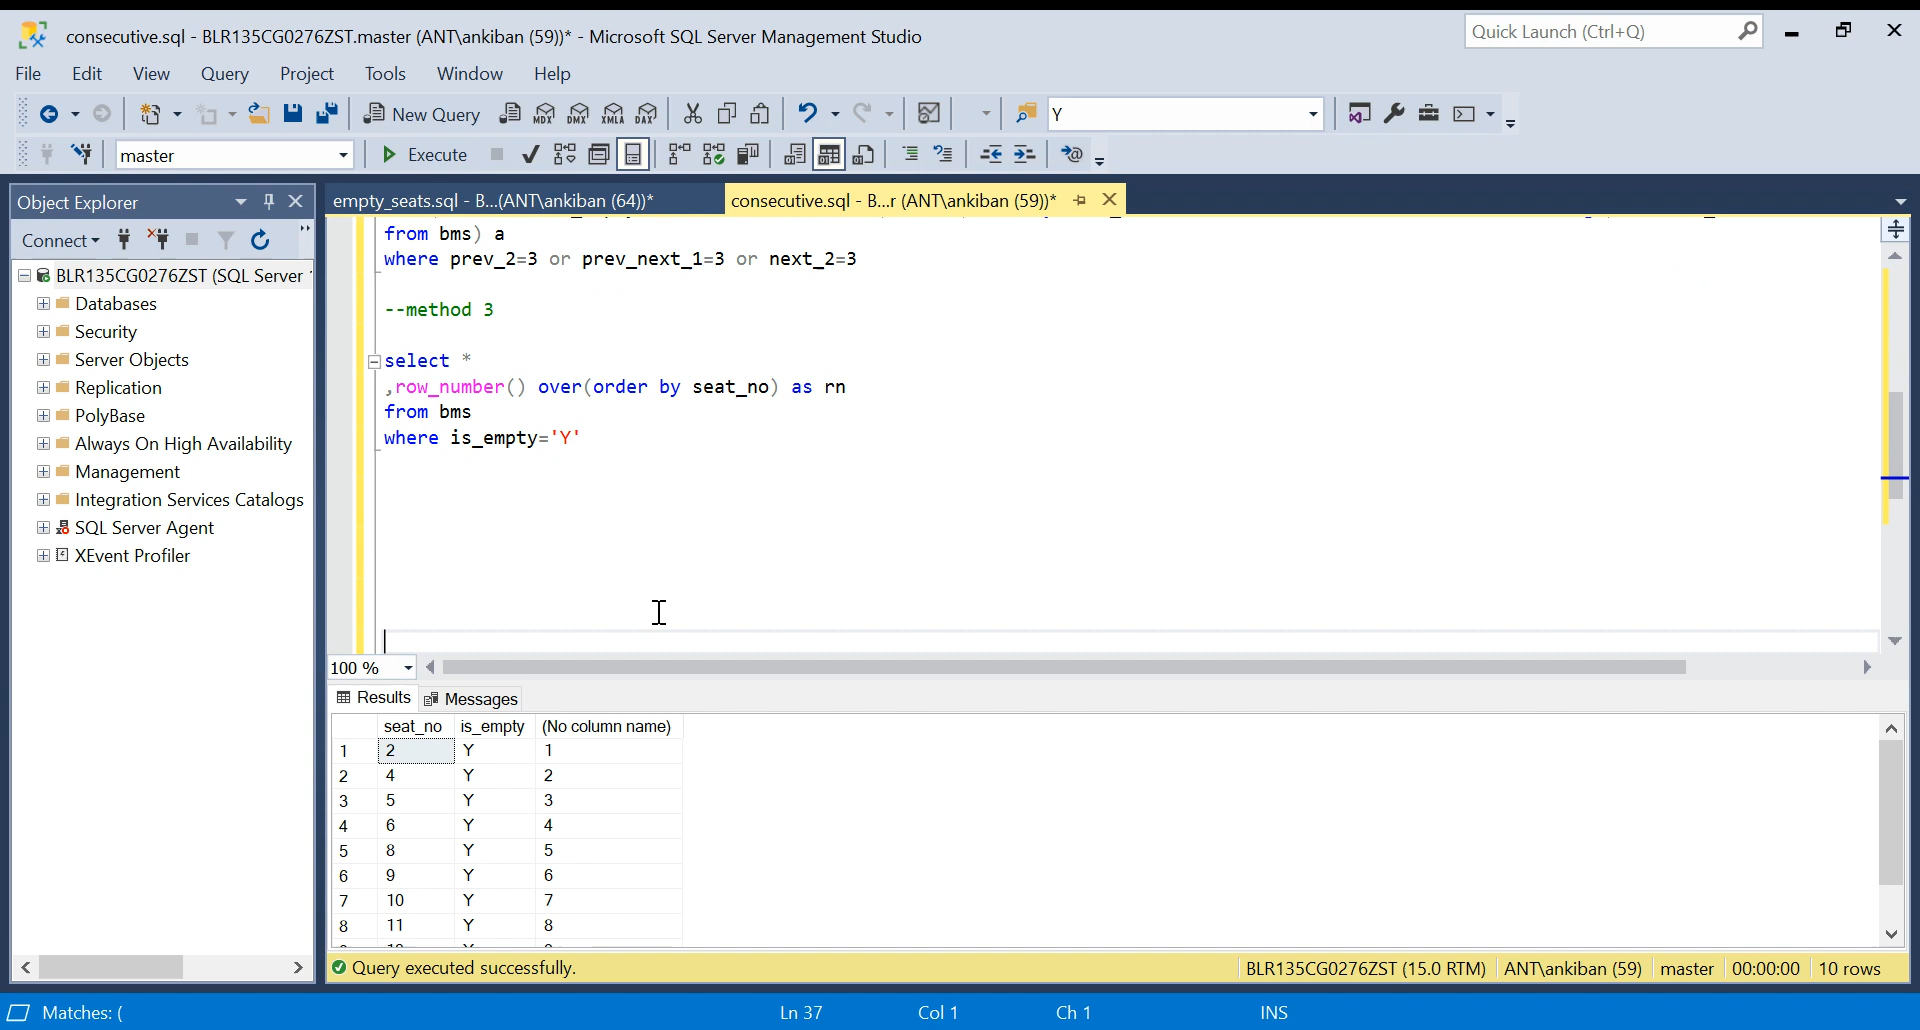 consecutive.sql - BLR135CG0276ZST.master (ANT\ankiban (59))* - Microsoft SQL Server Management Studio
Quick Launch (Ctrl+Q)
File Edit View Query Project Tools Window Help
New Query MDX DMX XMLA DAX Y
master Execute
Object Explorer
empty_seats.sql - B...(ANT\ankiban (64))*
consecutive.sql - B...r (ANT\ankiban (59))*
Connect
BLR135CG0276ZST (SQL Server
Databases
Security
Server Objects
Replication
PolyBase
Always On High Availability
Management
Integration Services Catalogs
SQL Server Agent
XEvent Profiler
from bms) a
where prev_2=3 or prev_next_1=3 or next_2=3
--method 3
select *
,row_number() over(order by seat_no) as rn
from bms
where is_empty='Y'
100 %
Results Messages
seat_no is_empty (No column name)
1 2 Y 1
2 4 Y 2
3 5 Y 3
4 6 Y 4
5 8 Y 5
6 9 Y 6
7 10 Y 7
8 11 Y 8
Query executed successfully.
BLR135CG0276ZST (15.0 RTM) ANT\ankiban (59) master 00:00:00 10 rows
Matches: ( Ln 37 Col 1 Ch 1 INS